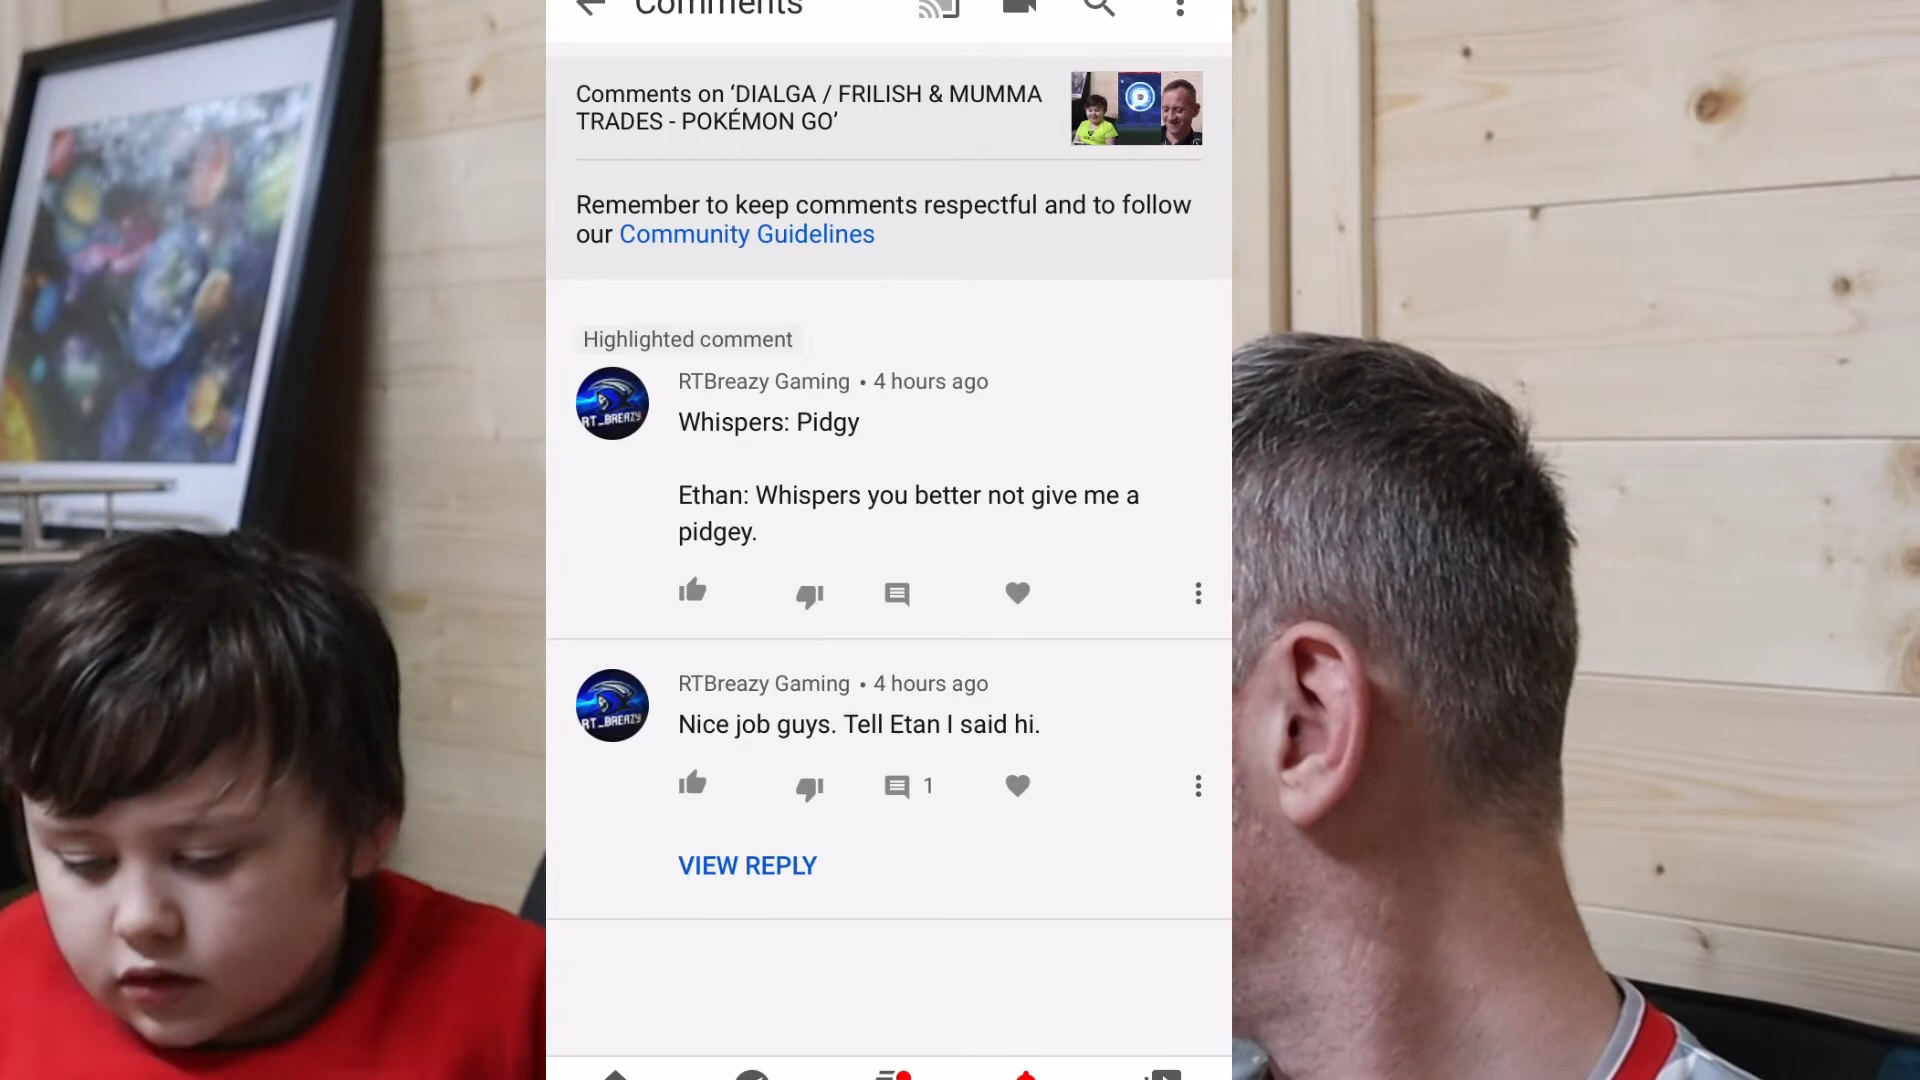 Comments
Comments on ‘DIALGA / FRILISH & MUMMA
TRADES - POKÉMON GO’
Remember to keep comments respectful and to follow
our Community Guidelines
Highlighted comment
RTBreazy Gaming • 4 hours ago
Whispers: Pidgy
Ethan: Whispers you better not give me a
pidgey.
RT_BREAZY
RTBreazy Gaming • 4 hours ago
Nice job guys. Tell Etan I said hi.
RT_BREAZY
1
VIEW REPLY